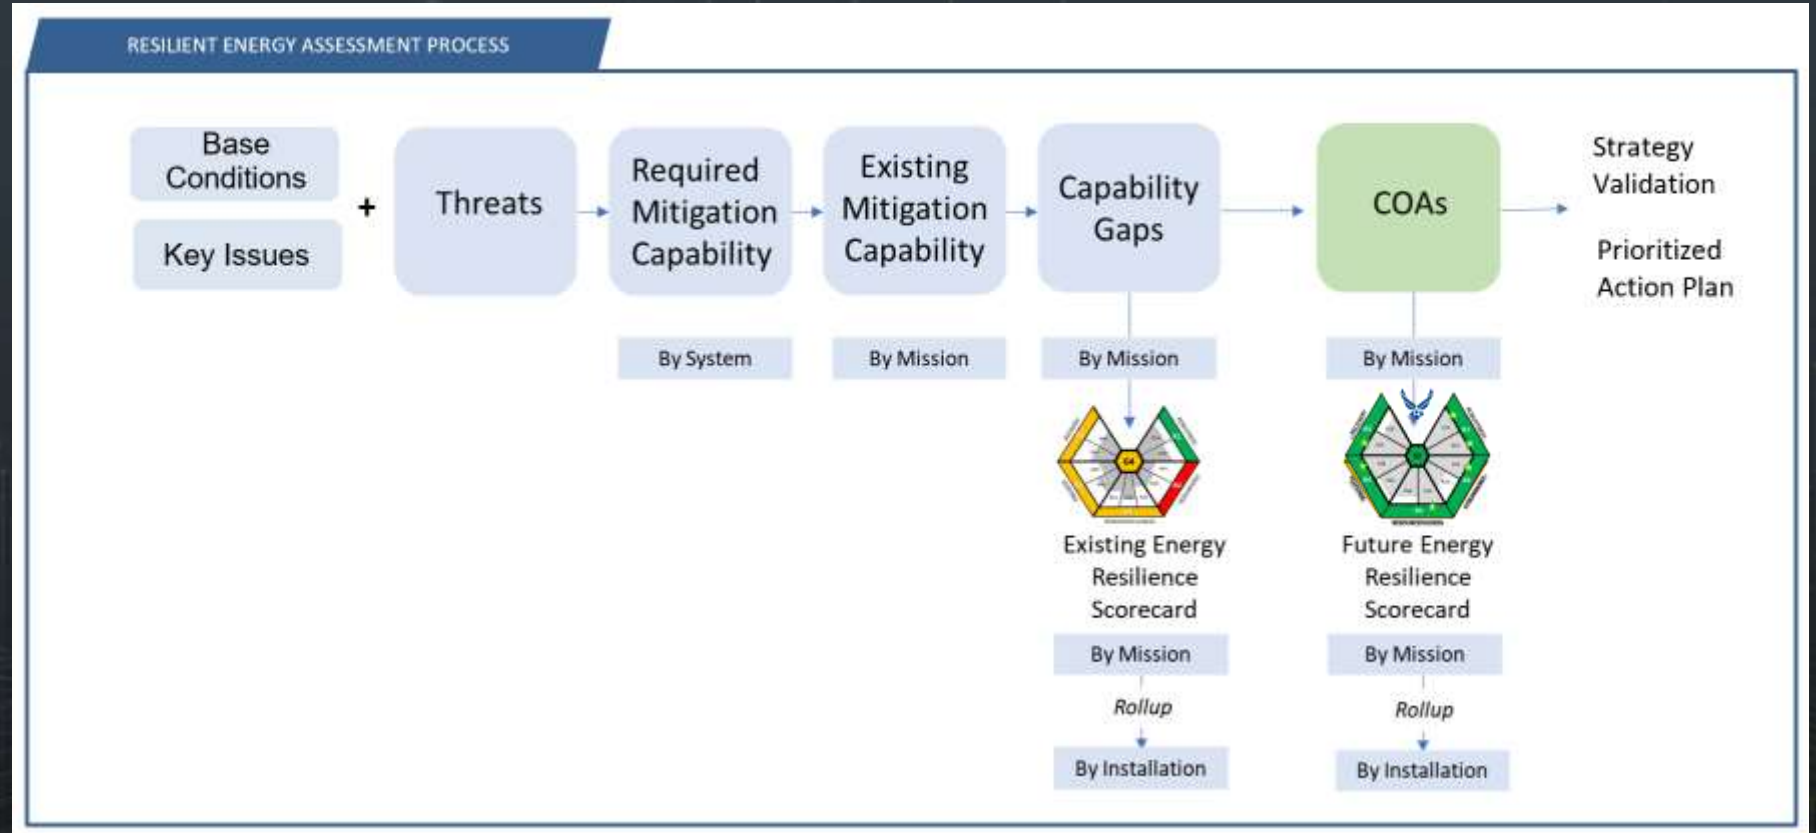 RESILIENT ENERGY ASSESSMENT PROCESS
Base
Conditions
Key Issues
+
Threats
Required
Mitigation
Capability
Existing
Mitigation
Capability
Capability
Gaps
COAs
Strategy
Validation
Prioritized
Action Plan
By System
By Mission
By Mission
By Mission
Existing Energy
Resilience
Scorecard
Future Energy
Resilience
Scorecard
By Mission
By Mission
Rollup
Rollup
By Installation
By Installation